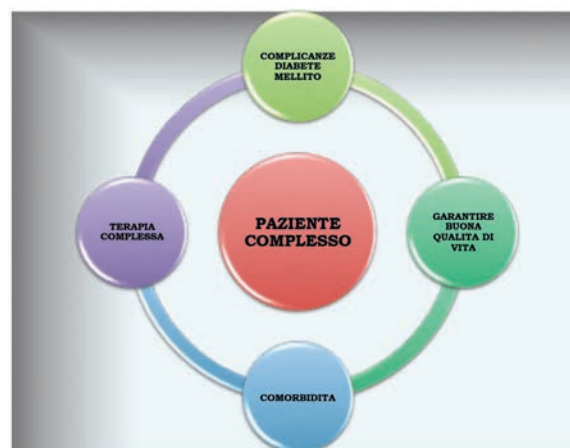 COMPLICANZE
DIABETE
MELLITO
TERAPIA
COMPLESSA
PAZIENTE
COMPLESSO
GARANTIRE
BUONA
QUALITA DI
VITA
COMORBIDITA